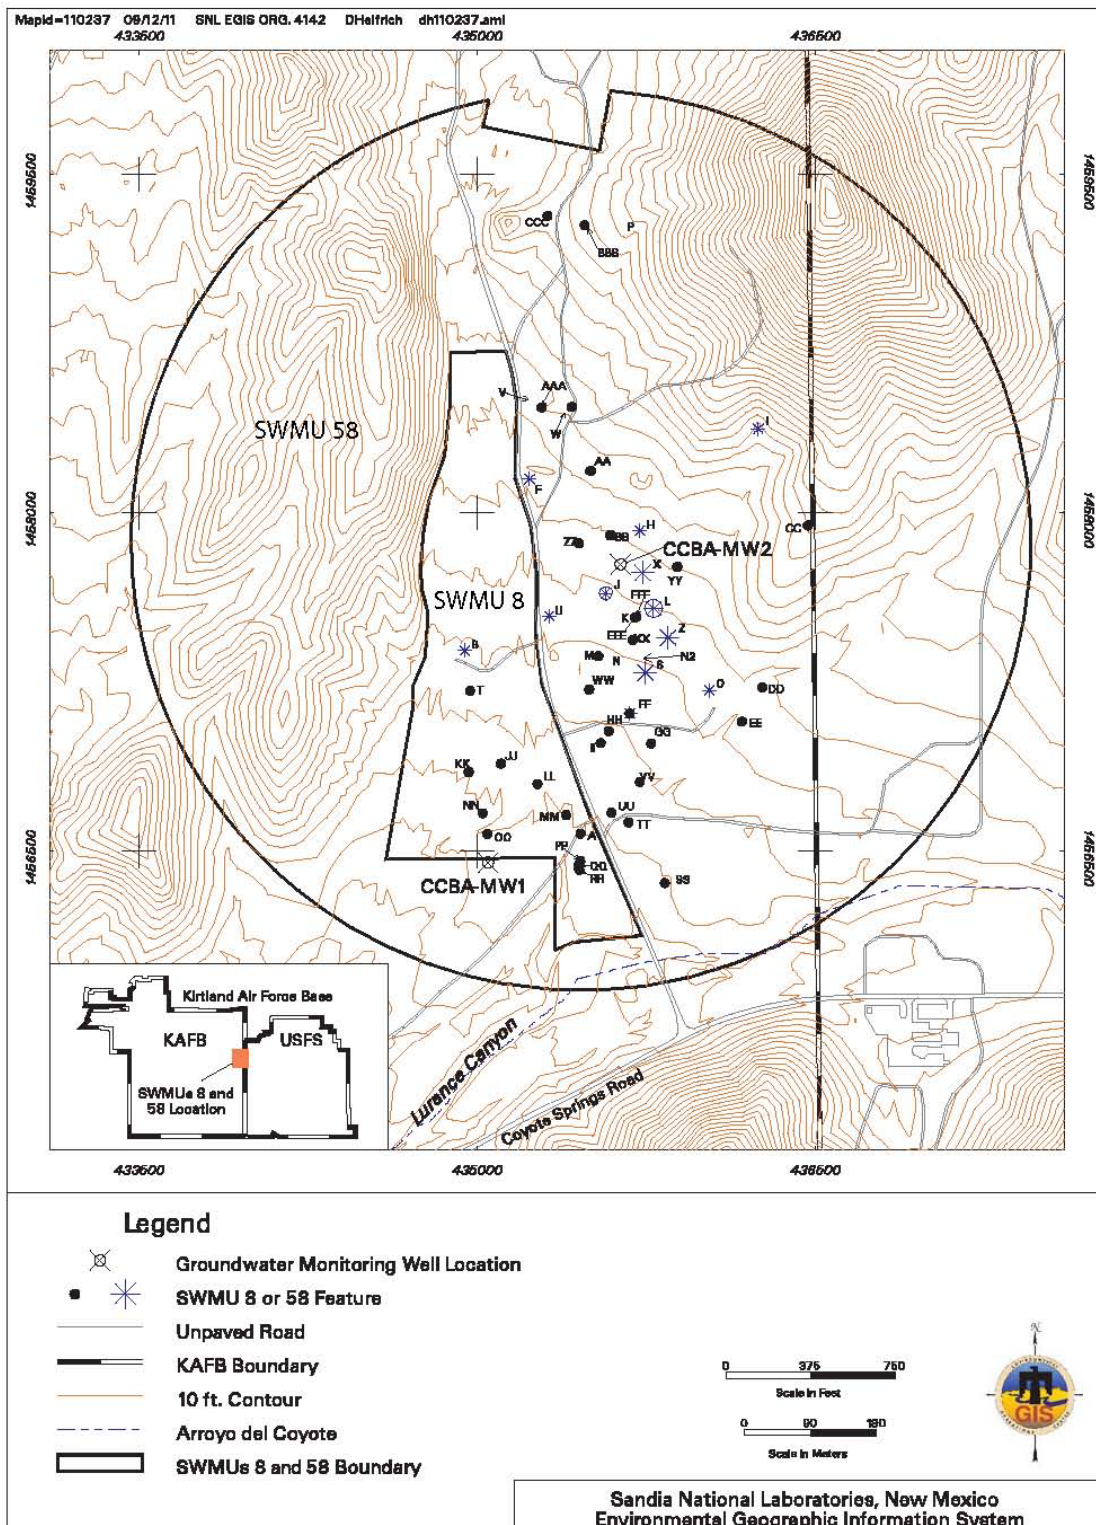 MapId=110237 09/12/11 SNL EGIS ORG. 4142 DHelfrich dh110237.aml
433500 435000 436500
1459500 1459500
CCC
P
BBB
AAA
V
W
I
AA
F
1458000 1458000
CC
H
BB
ZZ
CCBA-MW2
X
YY
SWMU 58
SWMU 8
J
FFF
L
U
K
EEE
XX
Z
B
M
N
N2
S
T
WW
O
DD
FF
EE
HH
GG
II
JJ
KK
LL
VV
NN
MM
UU
TT
OO
A
PP
1456500 1456500
QQ
RR
CCBA-MW1
SS
Kirtland Air Force Base
KAFB
USFS
SWMUs 8 and
58 Location
Lurance Canyon
Coyote Springs Road
433500 435000 436500
Legend
Groundwater Monitoring Well Location
SWMU 8 or 58 Feature
Unpaved Road
KAFB Boundary
10 ft. Contour
Arroyo del Coyote
SWMUs 8 and 58 Boundary
0 375 750
Scale in Feet
0 90 180
Scale in Meters
N
GIS
Sandia National Laboratories, New Mexico
Environmental Geographic Information System